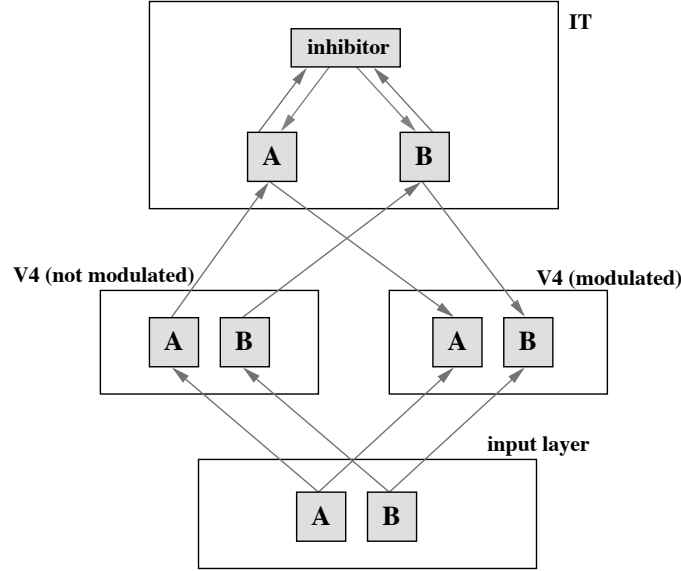 IT
inhibitor
A B
V4 (not modulated)
V4 (modulated)
A B
A B
input layer
A B